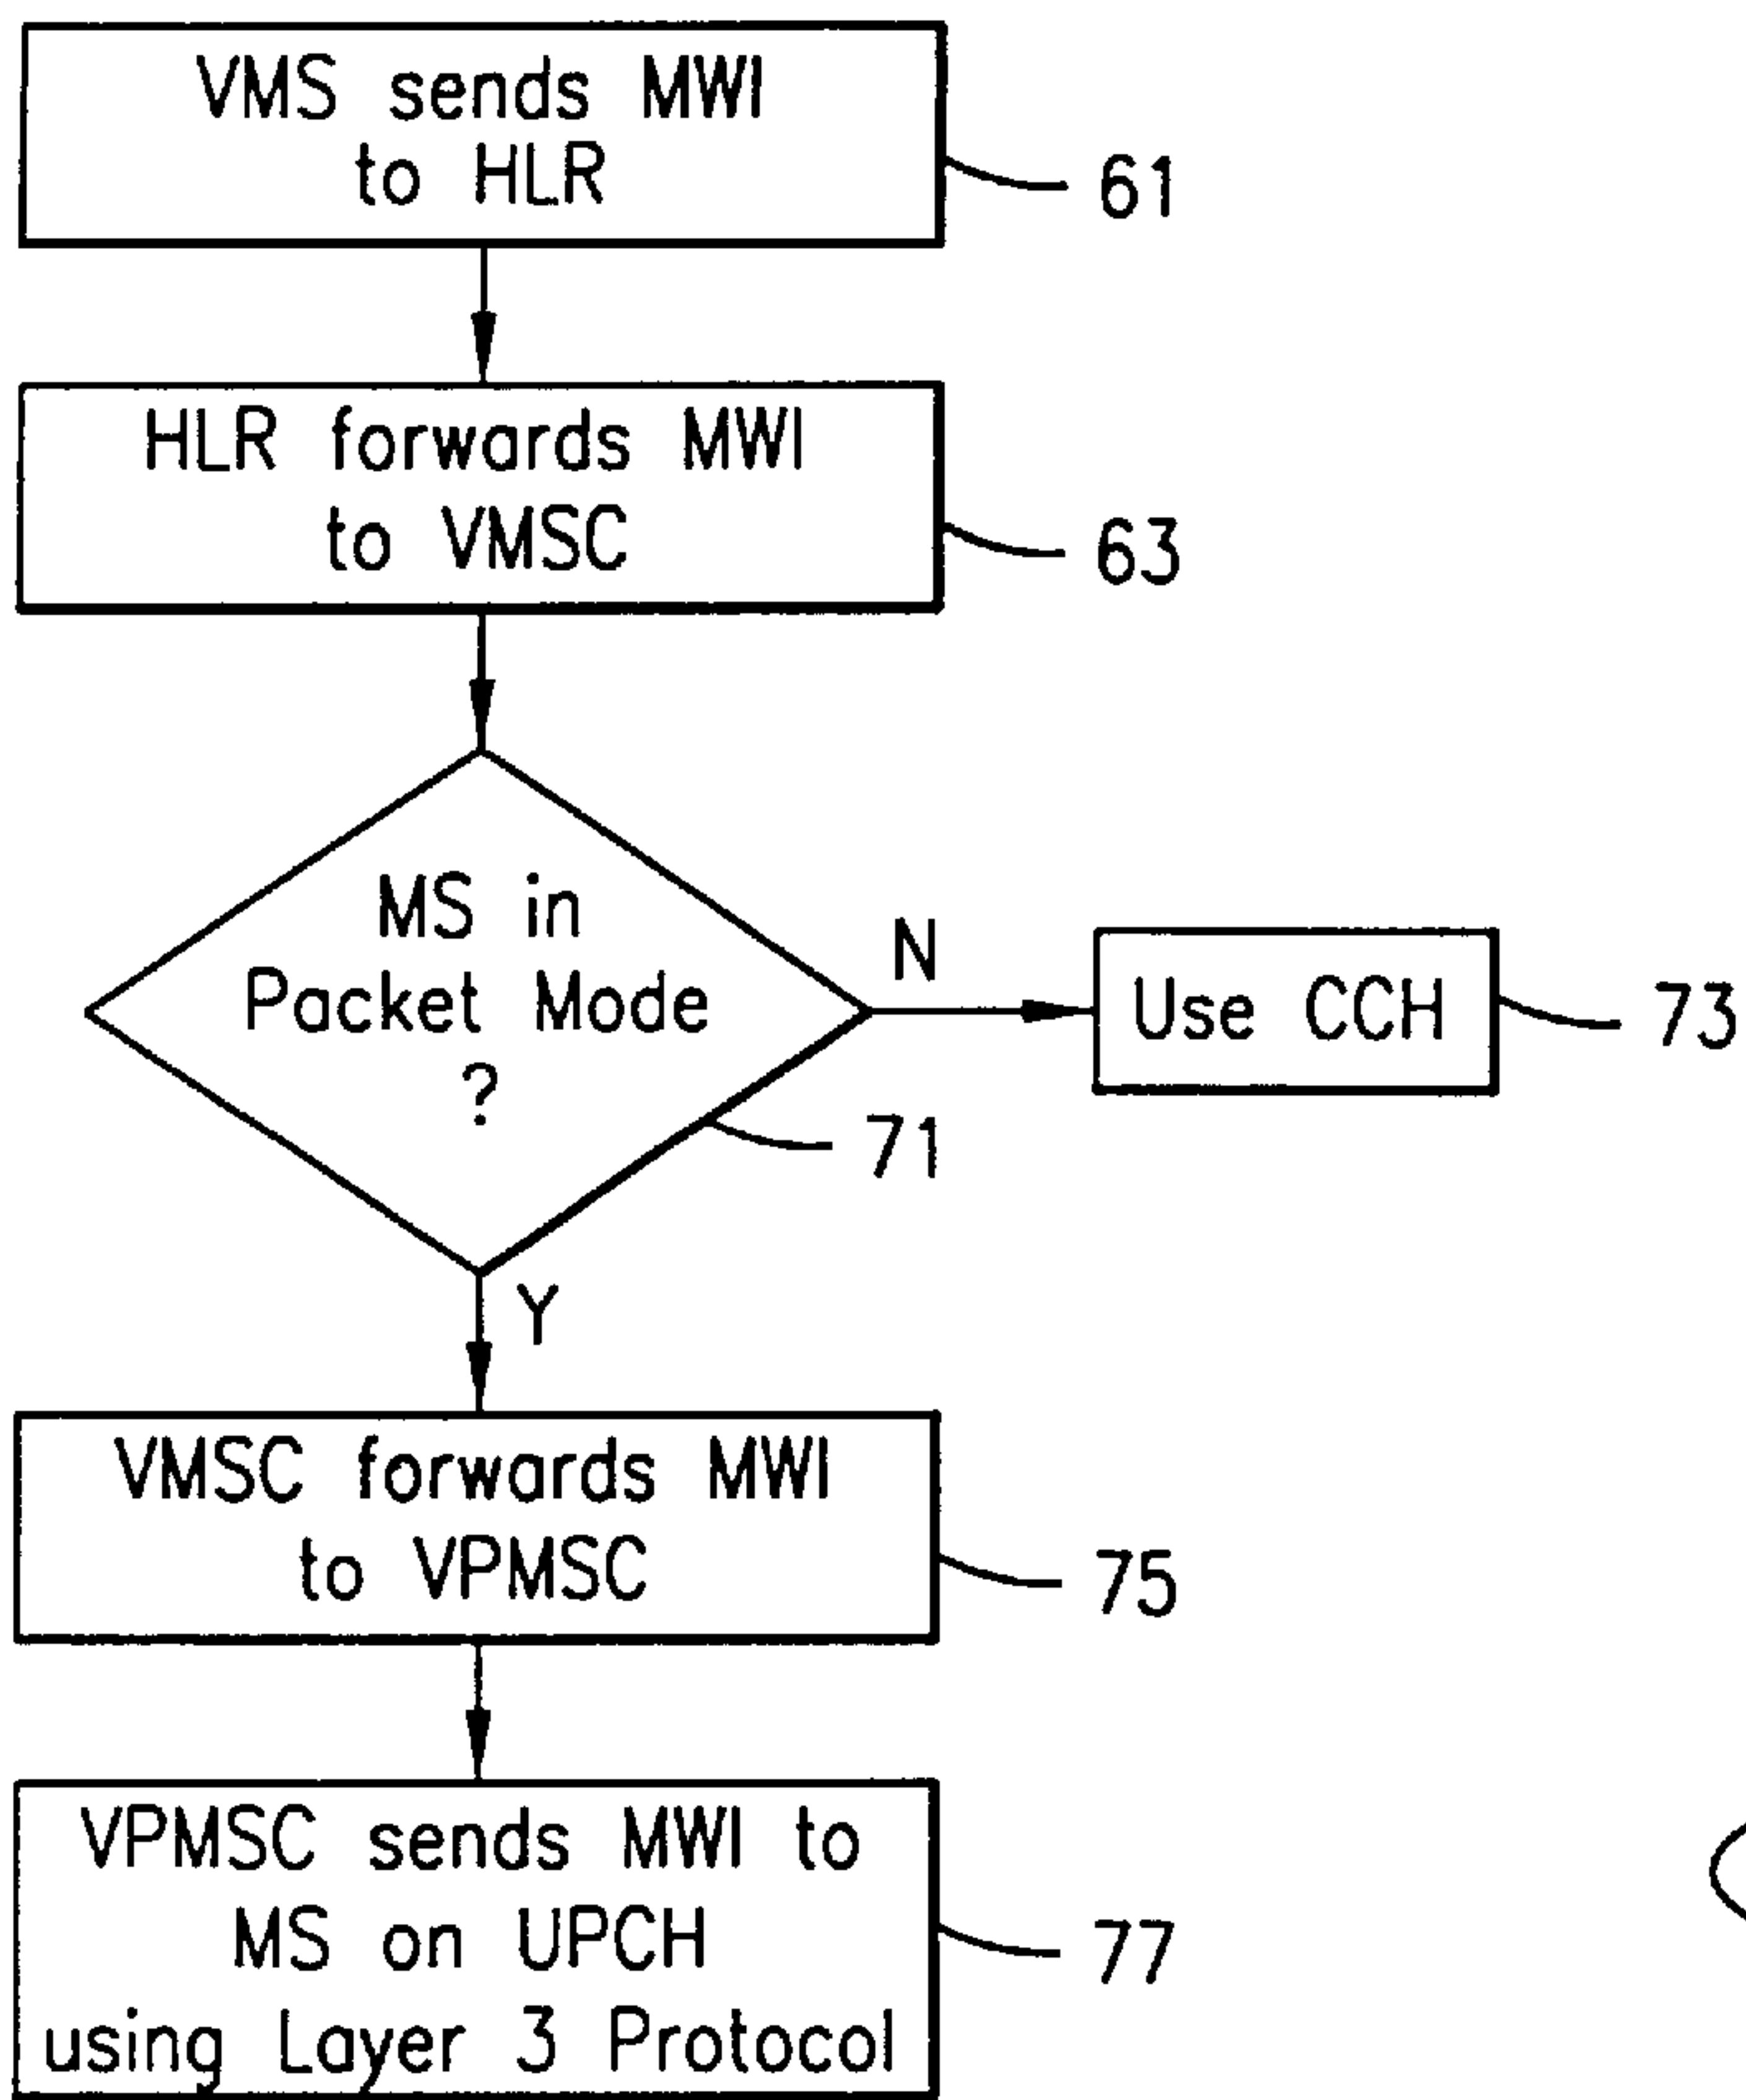 VMS sends MWI
to HLR
61
HLR forwards MWI
to VMSC
63
MS in
Packet Mode
?
71
N
Use CCH
73
Y
VMSC forwards MWI
to VPMSC
75
VPMSC sends MWI to
MS on UPCH
using Layer 3 Protocol
77